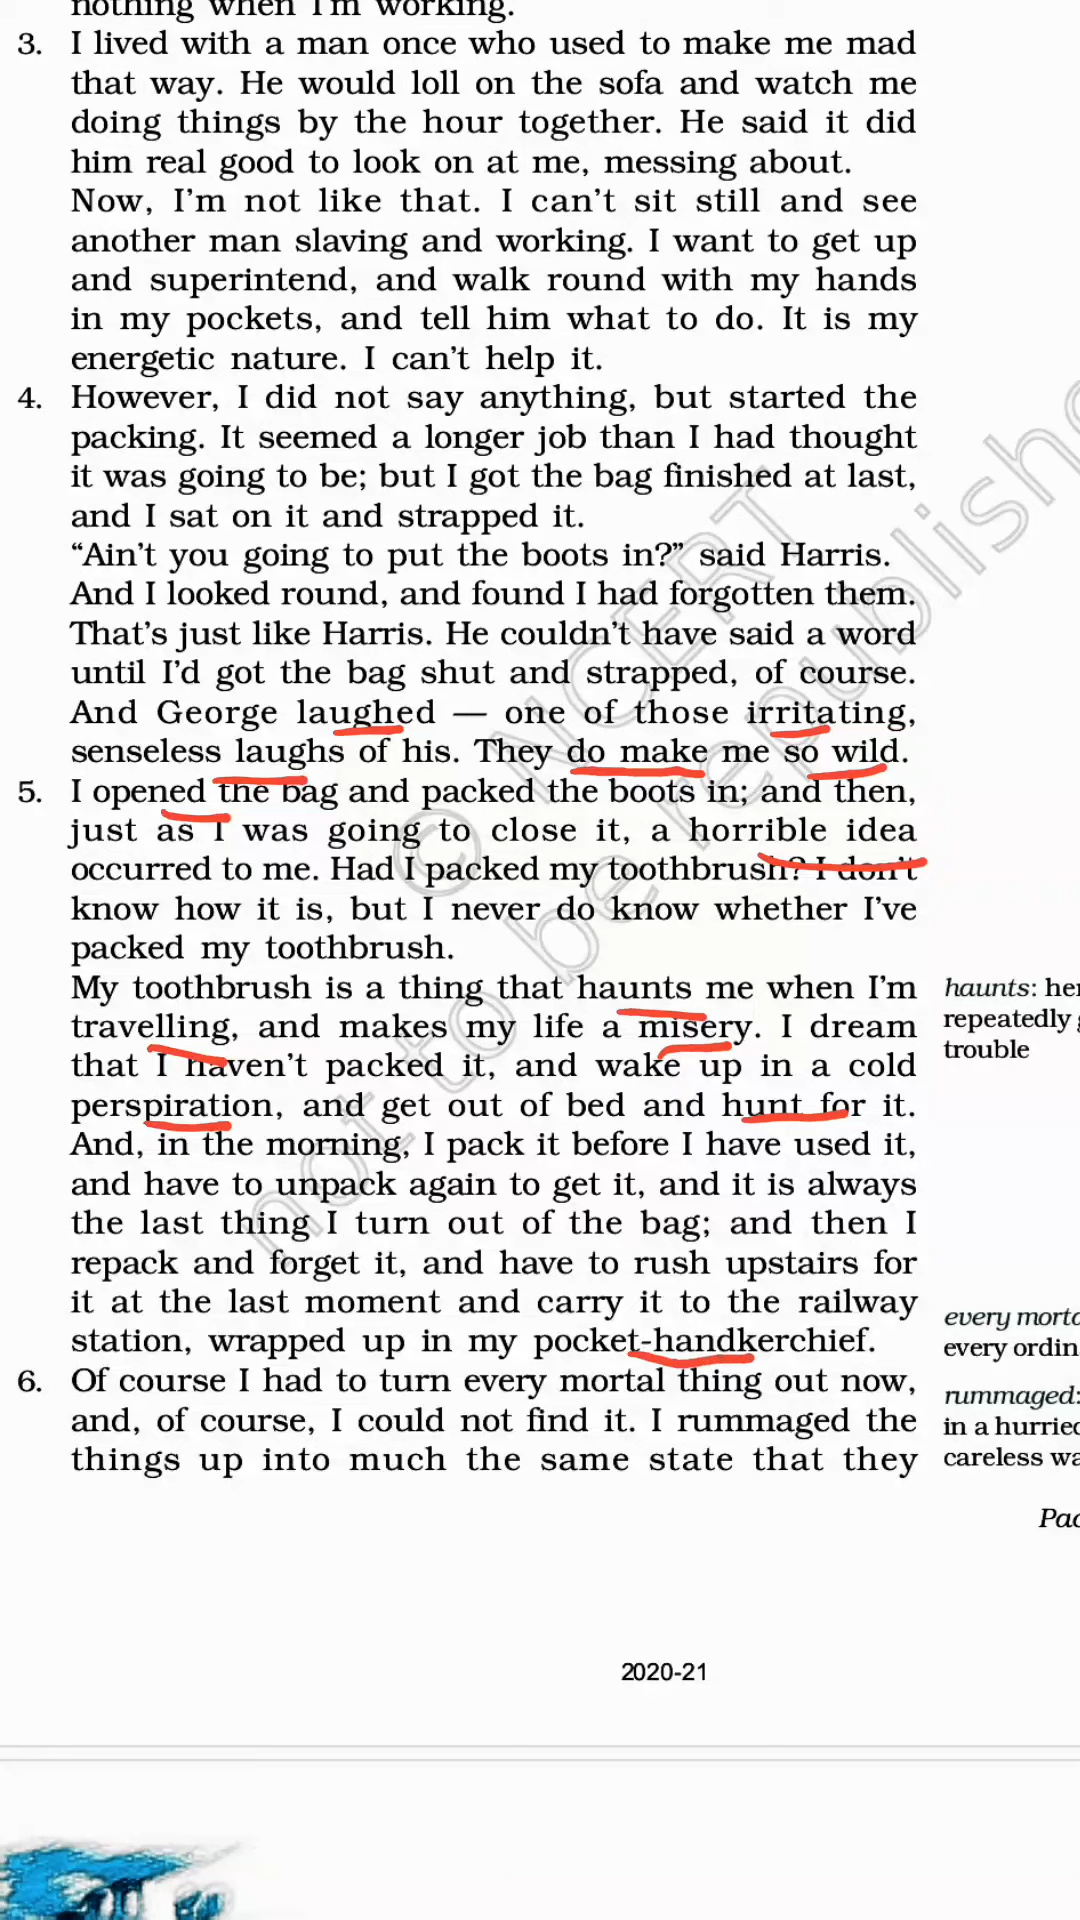 nothing when I'm working.
3. I lived with a man once who used to make me mad
that way. He would loll on the sofa and watch me
doing things by the hour together. He said it did
him real good to look on at me, messing about.
Now, I'm not like that. I can't sit still and see
another man slaving and working. I want to get up
and superintend, and walk round with my hands
in my pockets, and tell him what to do. It is my
energetic nature. I can't help it.
4. However, I did not say anything, but started the
packing. It seemed a longer job than I had thought
it was going to be; but I got the bag finished at last,
and I sat on it and strapped it.
“Ain't you going to put the boots in?” said Harris.
And I looked round, and found I had forgotten them.
That's just like Harris. He couldn't have said a word
until I'd got the bag shut and strapped, of course.
And George laughed — one of those irritating,
senseless laughs of his. They do make me so wild.
5. I opened the bag and packed the boots in; and then,
just as I was going to close it, a horrible idea
occurred to me. Had I packed my toothbrush? I don't
know how it is, but I never do know whether I've
packed my toothbrush.
My toothbrush is a thing that haunts me when I'm
travelling, and makes my life a misery. I dream
that I haven't packed it, and wake up in a cold
perspiration, and get out of bed and hunt for it.
And, in the morning, I pack it before I have used it,
and have to unpack again to get it, and it is always
the last thing I turn out of the bag; and then I
repack and forget it, and have to rush upstairs for
it at the last moment and carry it to the railway
station, wrapped up in my pocket-handkerchief.
6. Of course I had to turn every mortal thing out now,
and, of course, I could not find it. I rummaged the
things up into much the same state that they
haunts: her
repeatedly g
trouble
every morta
every ordin
rummaged:
in a hurried
careless wa
Pac
2020-21
© NCERT
not to be republishe